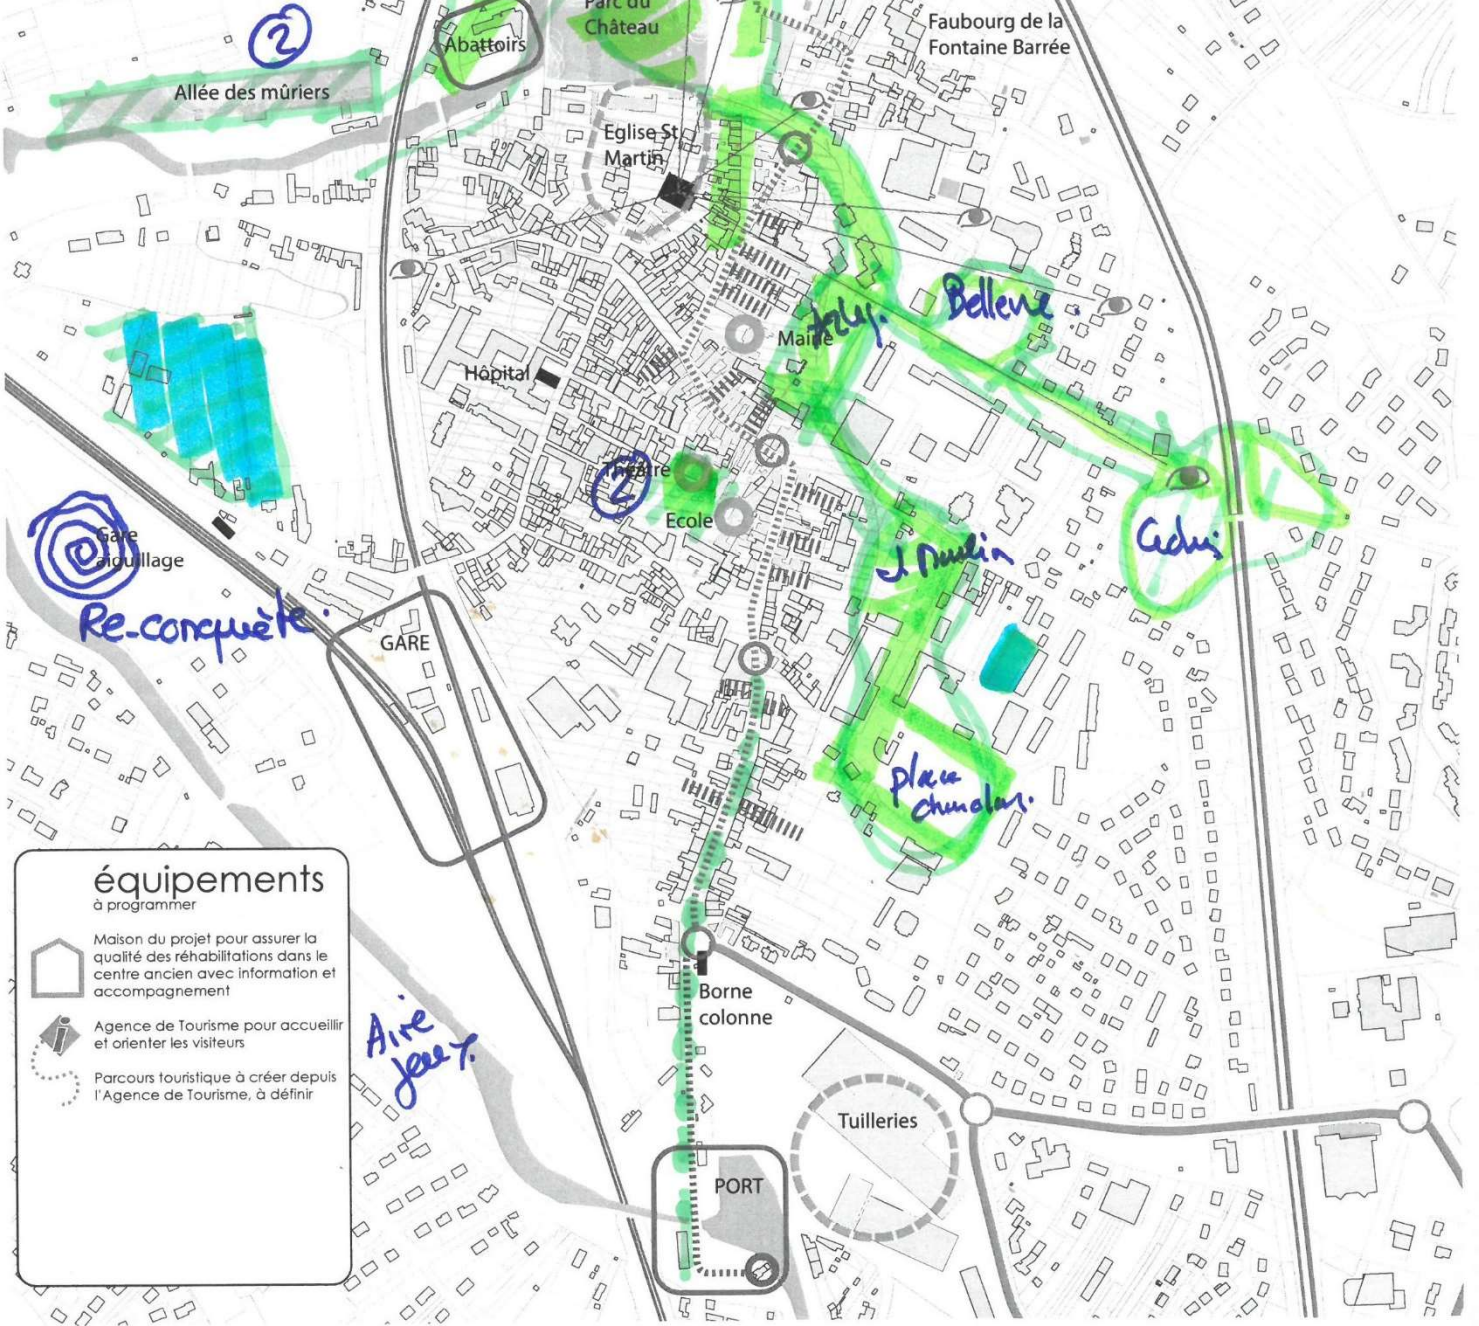 Parc du
Château
Faubourg de la
Fontaine Barrée
2
Abattoirs
Allée des mûriers
Eglise St
Martin
Bellevue.
Mairie
Hôpital
Théâtre
2
Ecole
Gare
aiguillage
Re-conquête.
J. Moulin
GARE
place
équipements
à programmer
Maison du projet pour assurer la
qualité des réhabilitations dans le
centre ancien avec information et
accompagnement
Agence de Tourisme pour accueillir
et orienter les visiteurs
Parcours touristique à créer depuis
l'Agence de Tourisme, à définir
Aire
Borne
colonne
Tuilleries
PORT